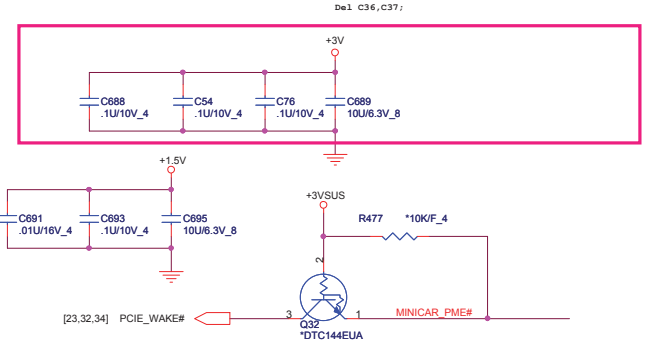 Del C36,C37;
+3V
C688
.1U/10V_4
C54
.1U/10V_4
C76
.1U/10V_4
C689
10U/6.3V_8
+1.5V
C691
.01U/16V_4
C693
.1U/10V_4
C695
10U/6.3V_8
+3VSUS
R477 *10K/F_4
2
[23,32,34] PCIE_WAKE#
3
1
MINICAR_PME#
Q32
*DTC144EUA